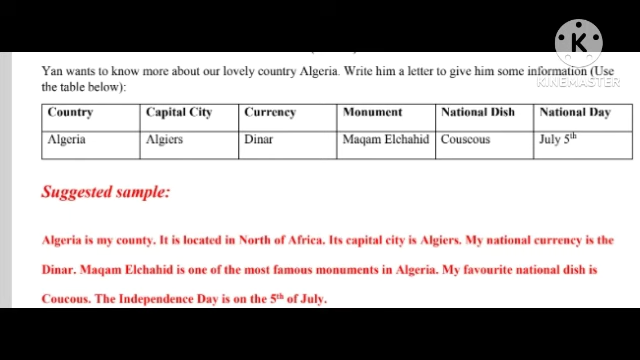 K
KINEMASTER
Yan wants to know more about our lovely country Algeria. Write him a letter to give him some information (Use
the table below):
Country Capital City Currency Monument National Dish National Day
Algeria Algiers Dinar Maqam Elchahid Couscous July 5th
Suggested sample:
Algeria is my county. It is located in North of Africa. Its capital city is Algiers. My national currency is the
Dinar. Maqam Elchahid is one of the most famous monuments in Algeria. My favourite national dish is
Coucous. The Independence Day is on the 5th of July.